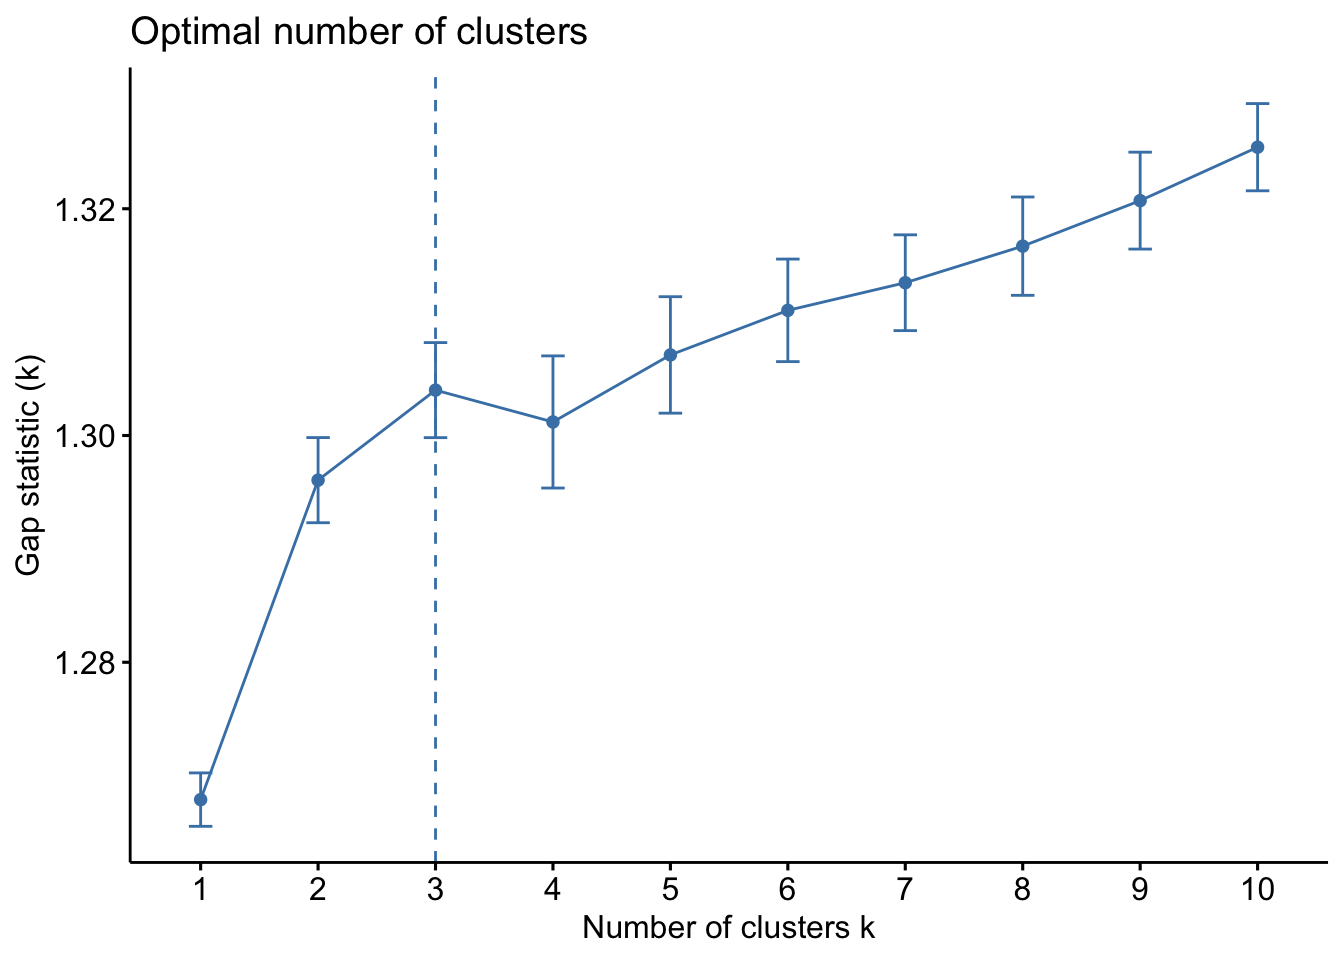 Optimal number of clusters
1.32
1.30
1.28
Gap statistic (k)
1 2 3 4 5 6 7 8 9 10
Number of clusters k